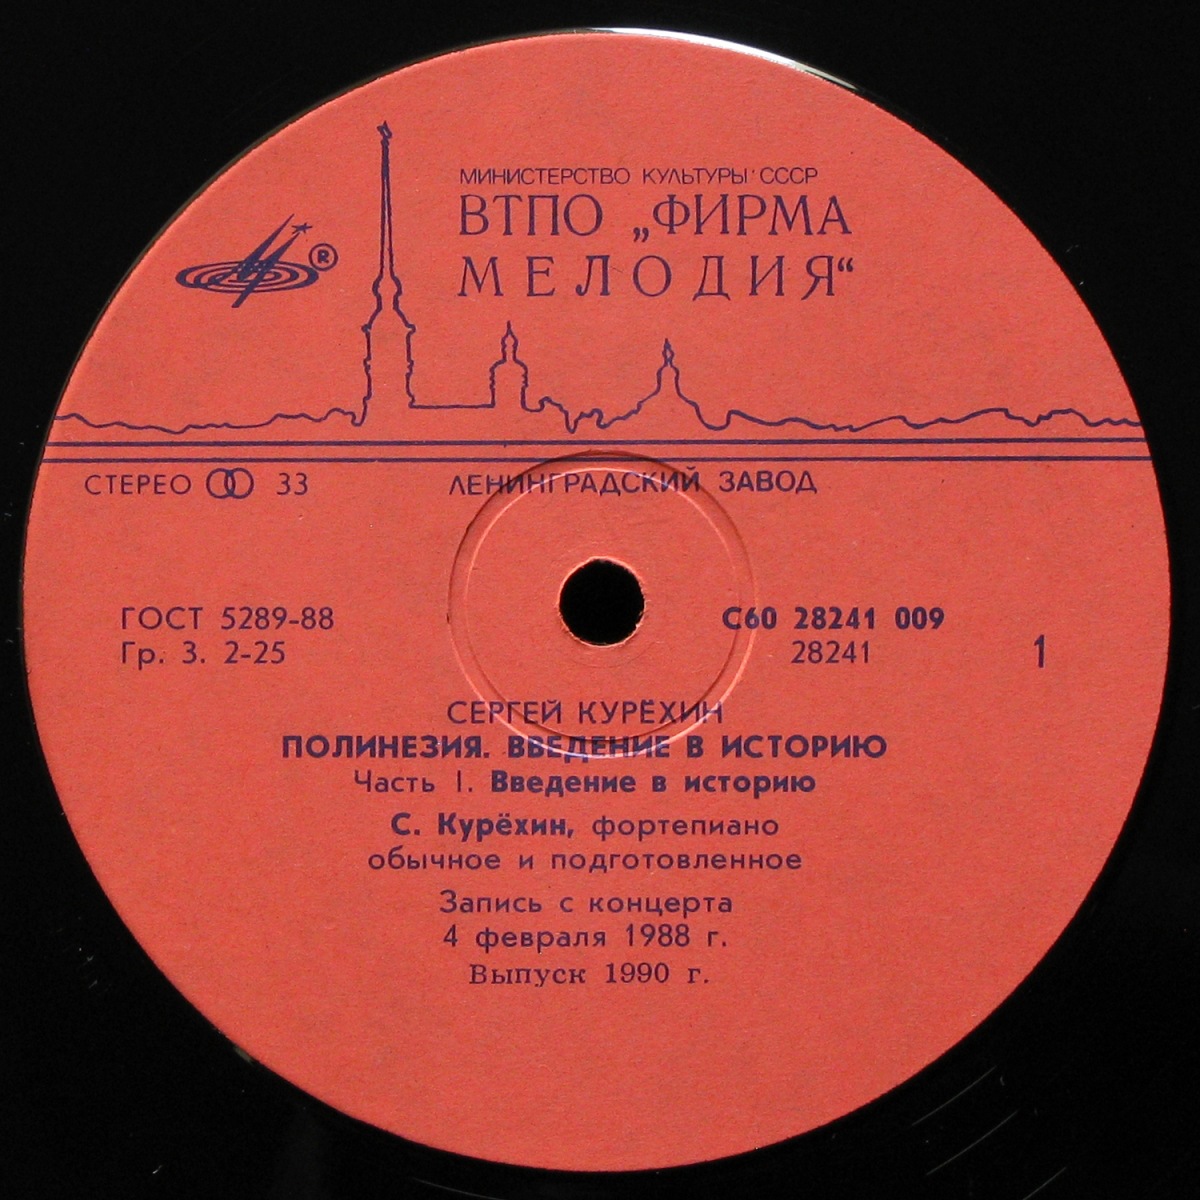 МИНИСТЕРСТВО КУЛЬТУРЫ СССР
ВТПО „ФИРМА
МЕЛОДИЯ“
®
СТЕРЕО 33
ЛЕНИНГРАДСКИЙ ЗАВОД
ГОСТ 5289-88
Гр. 3. 2-25
С60 28241 009
28241
1
СЕРГЕЙ КУРЁХИН
ПОЛИНЕЗИЯ. ВВЕДЕНИЕ В ИСТОРИЮ
Часть I. Введение в историю
С. Курёхин, фортепиано
обычное и подготовленное
Запись с концерта
4 февраля 1988 г.
Выпуск 1990 г.